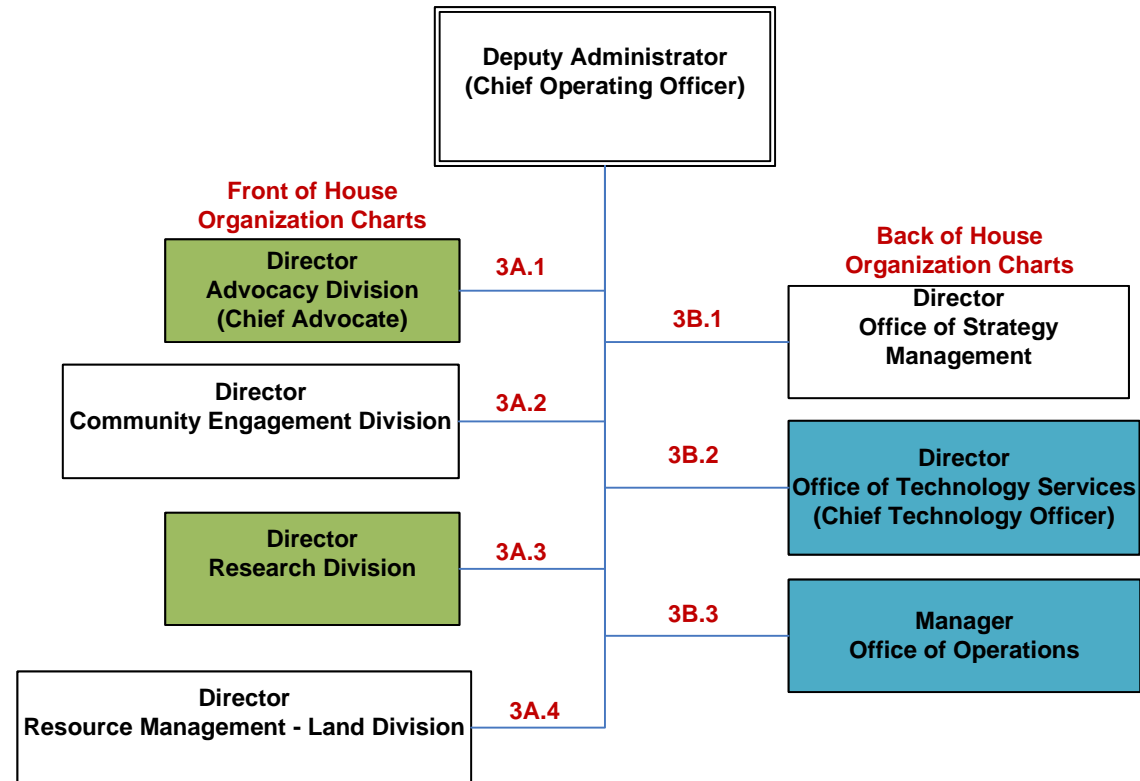 Deputy Administrator
(Chief Operating Officer)
Front of House
Organization Charts
Director
Advocacy Division
(Chief Advocate)
3A.1
Director
Community Engagement Division
3A.2
Director
Research Division
3A.3
Director
Resource Management - Land Division
3A.4
Back of House
Organization Charts
3B.1
Director
Office of Strategy
Management
3B.2
Director
Office of Technology Services
(Chief Technology Officer)
3B.3
Manager
Office of Operations